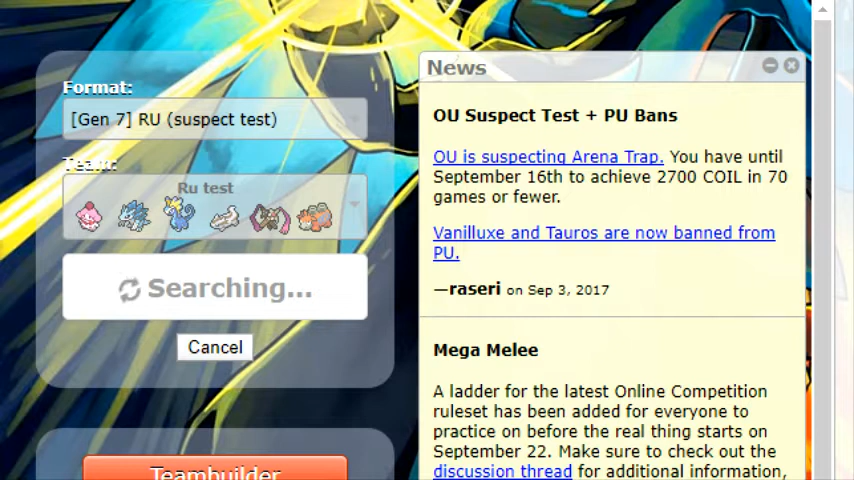 Format:
[Gen 7] RU (suspect test)
Team:
Ru test
Searching...
Cancel
Teambuilder
News
OU Suspect Test + PU Bans
OU is suspecting Arena Trap. You have until
September 16th to achieve 2700 COIL in 70
games or fewer.
Vanilluxe and Tauros are now banned from
PU.
—raseri on Sep 3, 2017
Mega Melee
A ladder for the latest Online Competition
ruleset has been added for everyone to
practice on before the real thing starts on
September 22. Make sure to check out the
discussion thread for additional information,